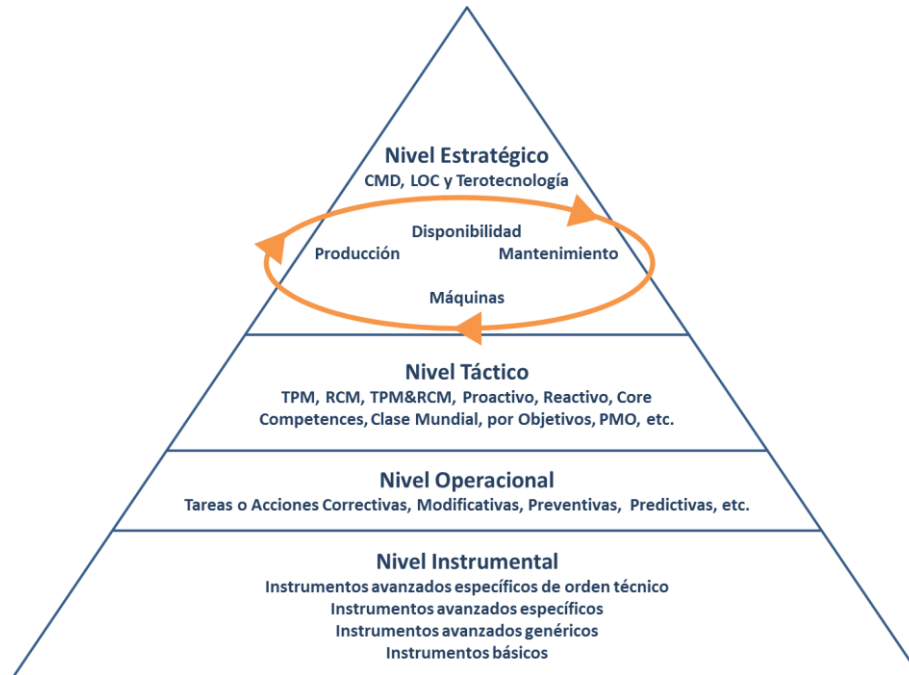 Nivel Estratégico
CMD, LOC y Terotecnología
Disponibilidad
Producción
Mantenimiento
Máquinas
Nivel Táctico
TPM, RCM, TPM&RCM, Proactivo, Reactivo, Core
Competences, Clase Mundial, por Objetivos, PMO, etc.
Nivel Operacional
Tareas o Acciones Correctivas, Modificativas, Preventivas, Predictivas, etc.
Nivel Instrumental
Instrumentos avanzados específicos de orden técnico
Instrumentos avanzados específicos
Instrumentos avanzados genéricos
Instrumentos básicos